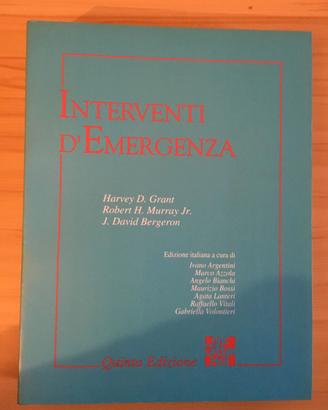 INTERVENTI
D'EMERGENZA
Harvey D. Grant
Robert H. Murray Jr.
J. David Bergeron
Edizione italiana a cura di
Ivano Argentini
Marco Azzola
Angelo Bianchi
Maurizio Bossi
Agata Lanteri
Raffaello Vitali
Gabriella Volontieri
Quinta Edizione